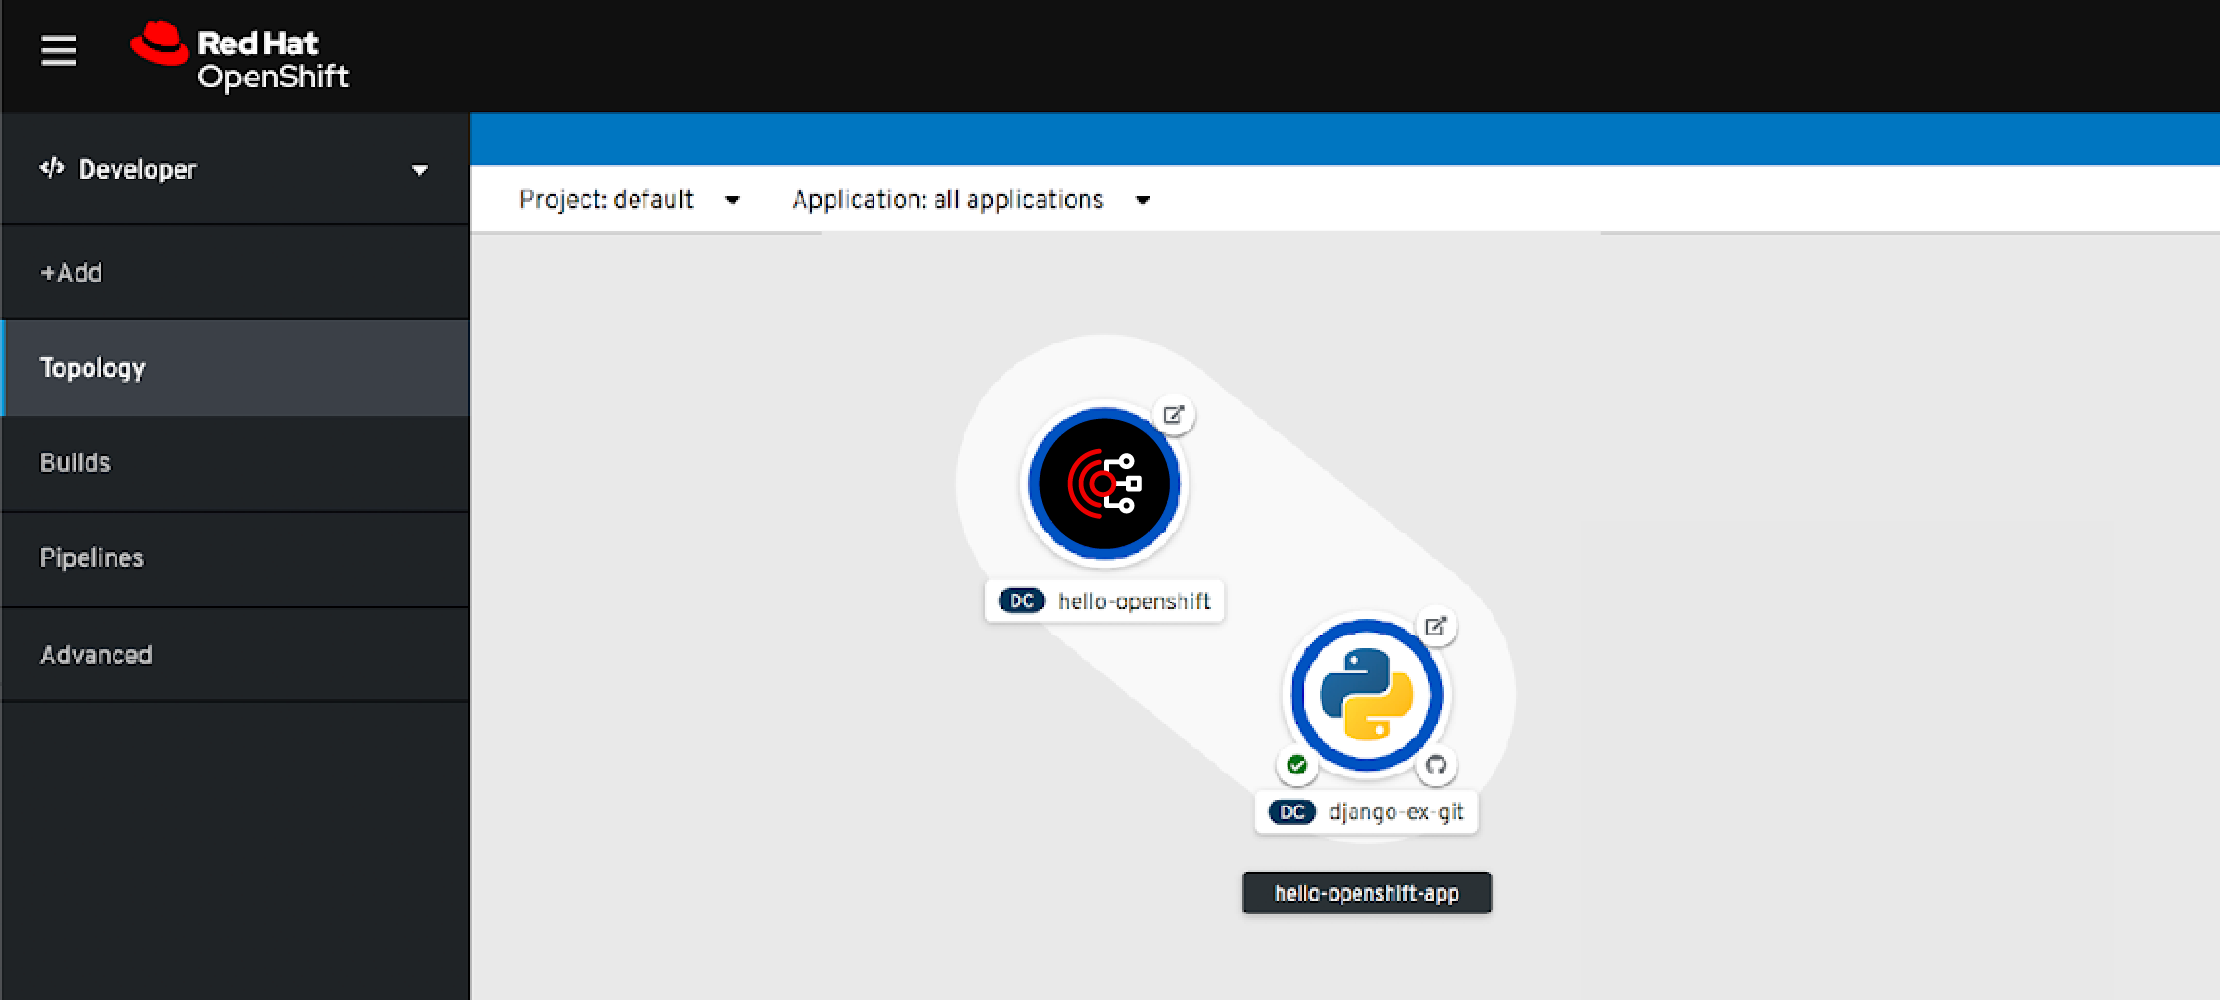 Red Hat
OpenShift
Developer
Project: default
Application: all applications
+Add
Topology
Builds
Pipelines
Advanced
DC hello-openshift
DC django-ex-git
hello-openshift-app